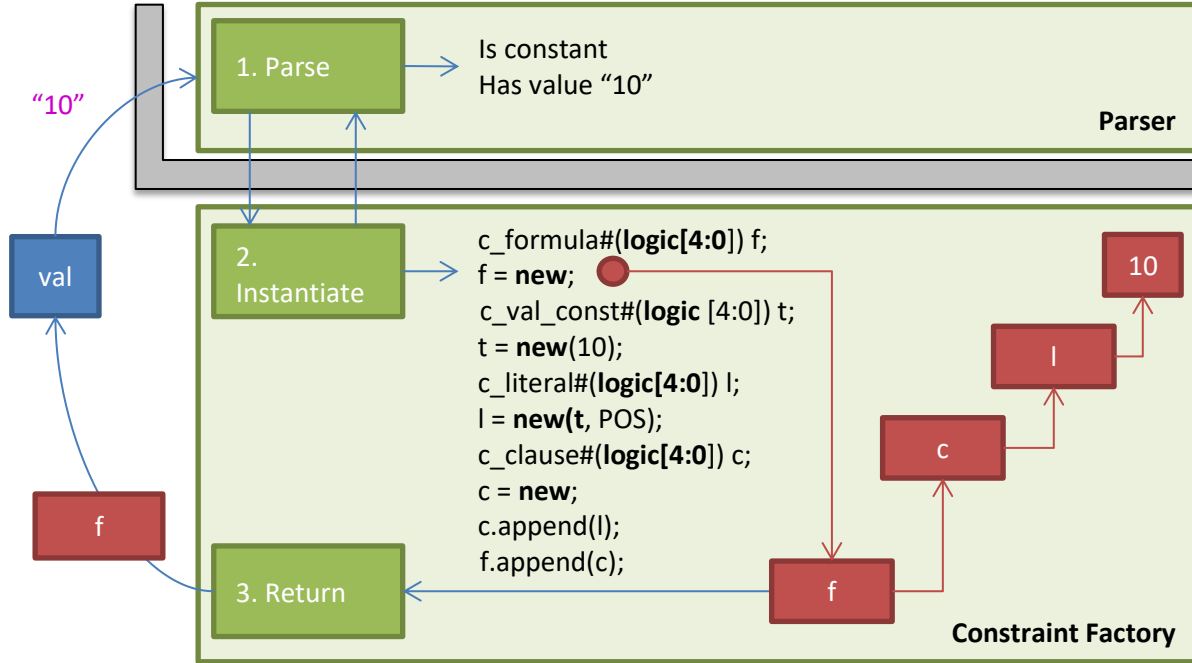 1. Parse
Is constant
Has value “10”
“10”
Parser
val
2.
Instantiate
c_formula#(logic[4:0]) f;
f = new;
c_val_const#(logic [4:0]) t;
t = new(10);
c_literal#(logic[4:0]) l;
l = new(t, POS);
c_clause#(logic[4:0]) c;
c = new;
c.append(l);
f.append(c);
10
l
c
f
f
3. Return
Constraint Factory